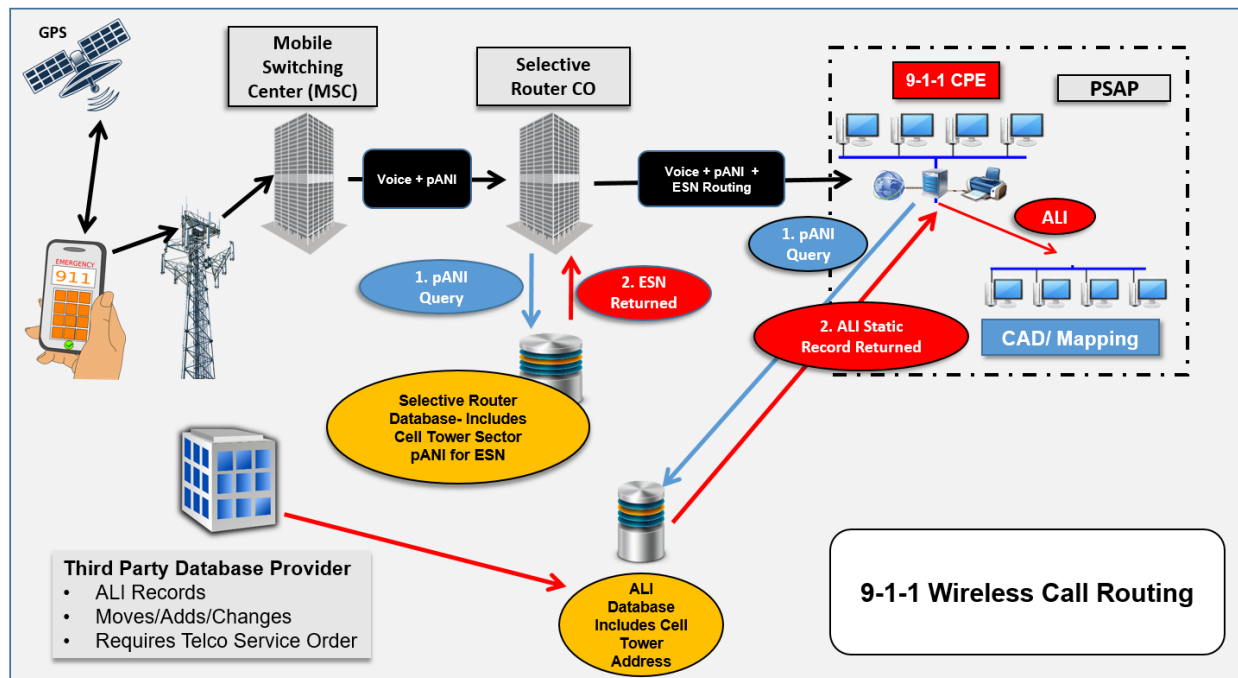 GPS
Mobile
Switching
Center (MSC)
Selective
Router CO
9-1-1 CPE
PSAP
Voice + pANI
Voice + pANI +
ESN Routing
ALI
1. pANI
Query
2. ESN
Returned
1. pANI
Query
2. ALI Static
Record Returned
CAD/ Mapping
EMERGENCY
911
Selective Router
Database- Includes
Cell Tower Sector
pANI for ESN
Third Party Database Provider
• ALI Records
• Moves/Adds/Changes
• Requires Telco Service Order
ALI
Database
Includes Cell
Tower
Address
9-1-1 Wireless Call Routing